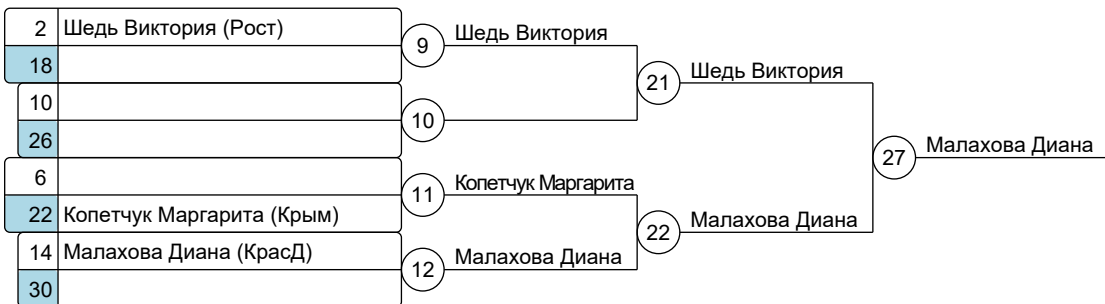 2 Шедь Виктория (Рост)
18
9 Шедь Виктория
21 Шедь Виктория
10
26
10
27 Малахова Диана
6
22 Копетчук Маргарита (Крым)
11 Копетчук Маргарита
22 Малахова Диана
14 Малахова Диана (КрасД)
30
12 Малахова Диана